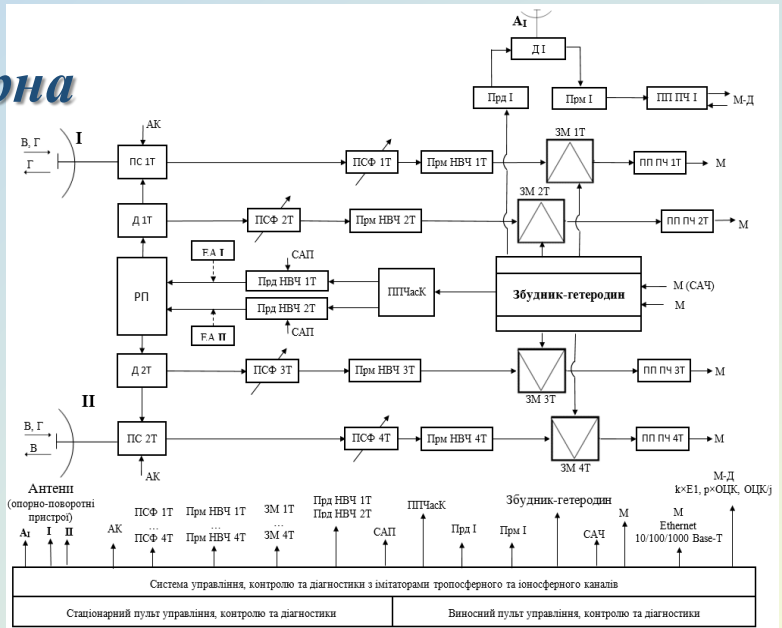 рна
АI
Д I
Прд I
Прм I
ПП ПЧ I
М-Д
В, Г
Г
I
АК
ПС 1Т
ПСФ 1Т
Прм НВЧ 1Т
ЗМ 1Т
ПП ПЧ 1Т
М
ЗМ 2Т
Д 1Т
ПСФ 2Т
Прм НВЧ 2Т
ПП ПЧ 2Т
М
ЕА I
САП
РП
Прд НВЧ 1Т
Прд НВЧ 2Т
ППЧасК
Збудник-гетеродин
М (САЧ)
М
ЕА II
САП
Д 2Т
ПСФ 3Т
Прм НВЧ 3Т
ЗМ 3Т
ПП ПЧ 3Т
М
II
В, Г
В
ПС 2Т
АК
ПСФ 4Т
Прм НВЧ 4Т
ЗМ 4Т
ПП ПЧ 4Т
М
Антени
(опорно-поворотні
пристрої)
АI I II
АК
ПСФ 1Т
...
ПСФ 4Т
Прм НВЧ 1Т
...
Прм НВЧ 4Т
ЗМ 1Т
...
ЗМ 4Т
Прд НВЧ 1Т
Прд НВЧ 2Т
САП
ППЧасК
Прд I
Прм I
Збудник-гетеродин
САЧ
М
М
Ethernet
10/100/1000 Base-T
М-Д
k×E1, p×ОЦК, ОЦК/j
Система управління, контролю та діагностики з імітаторами тропосферного та іоносферного каналів
Стаціонарний пульт управління, контролю та діагностики
Виносний пульт управління, контролю та діагностики